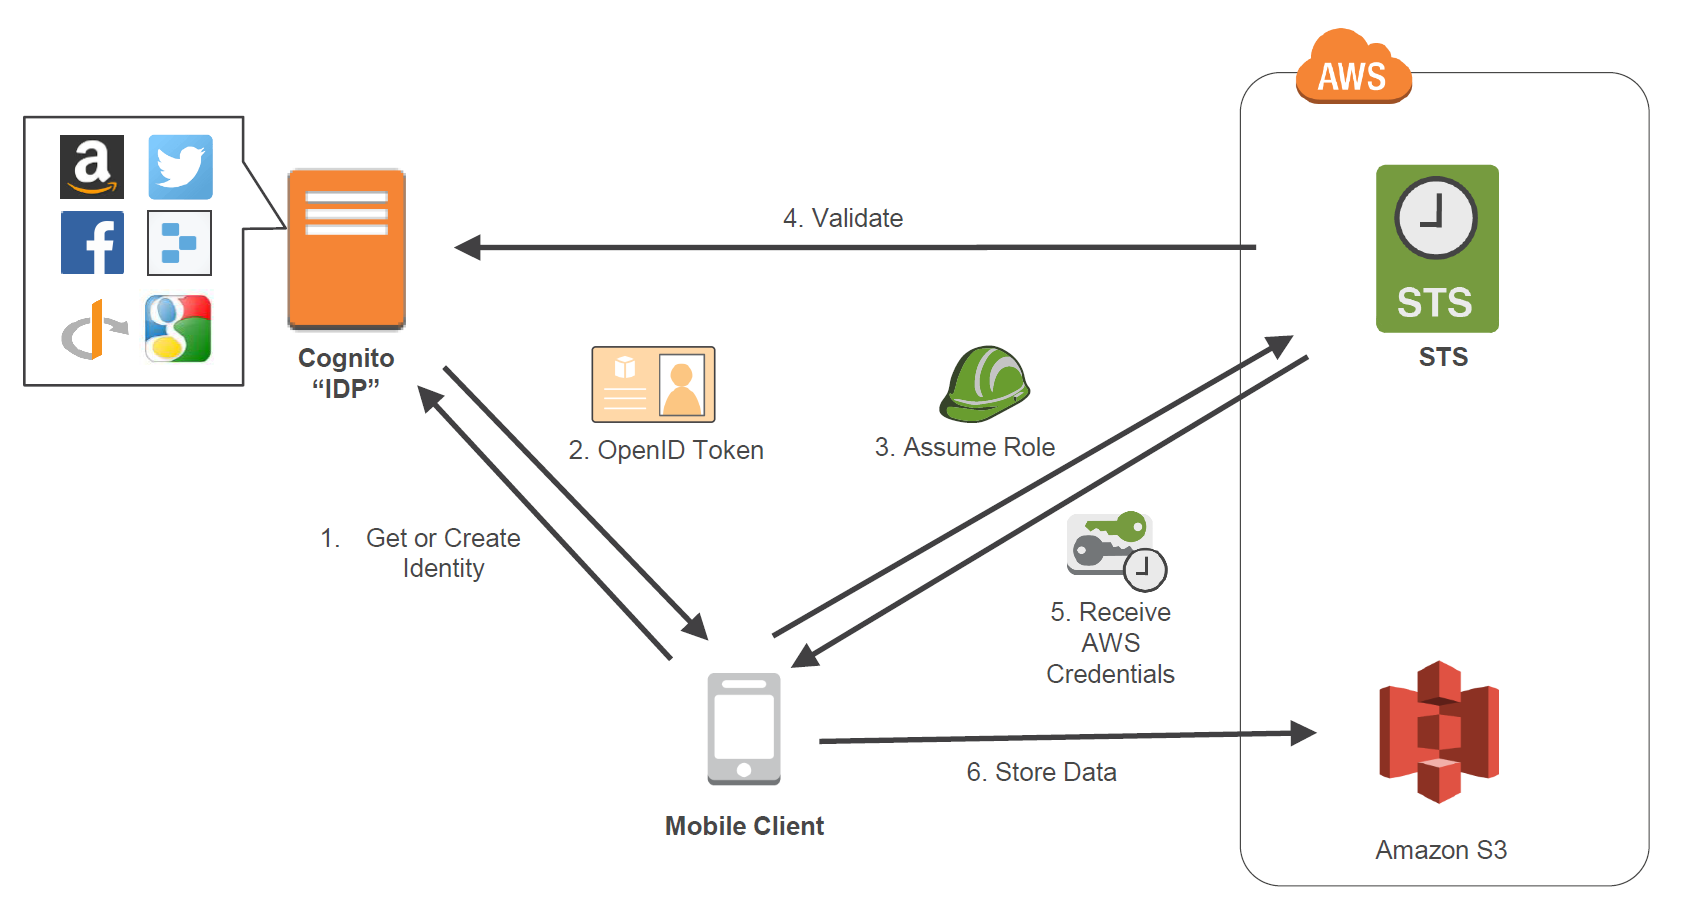 AWS
a
f
g
4. Validate
STS
STS
Cognito
“IDP”
2. OpenID Token
3. Assume Role
1. Get or Create
Identity
5. Receive
AWS
Credentials
6. Store Data
Mobile Client
Amazon S3